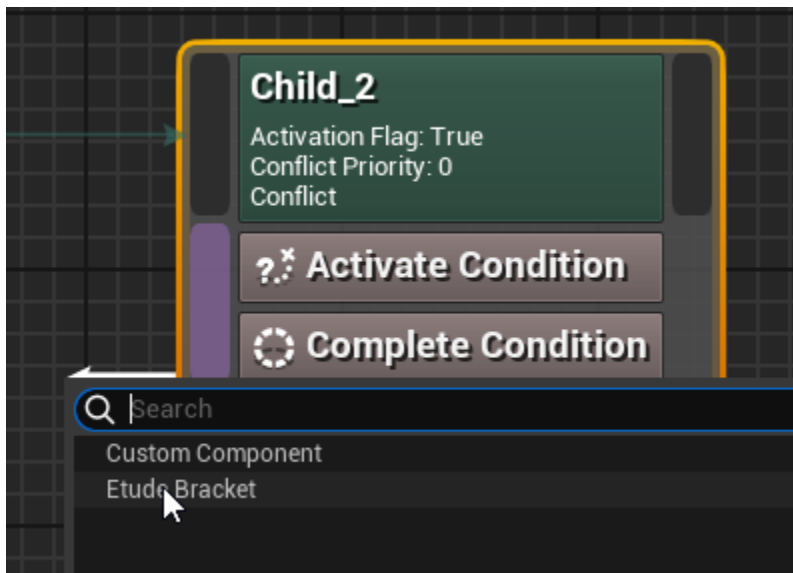 Child_2
Activation Flag: True
Conflict Priority: 0
Conflict
Activate Condition
Complete Condition
Search
Custom Component
Etude Bracket